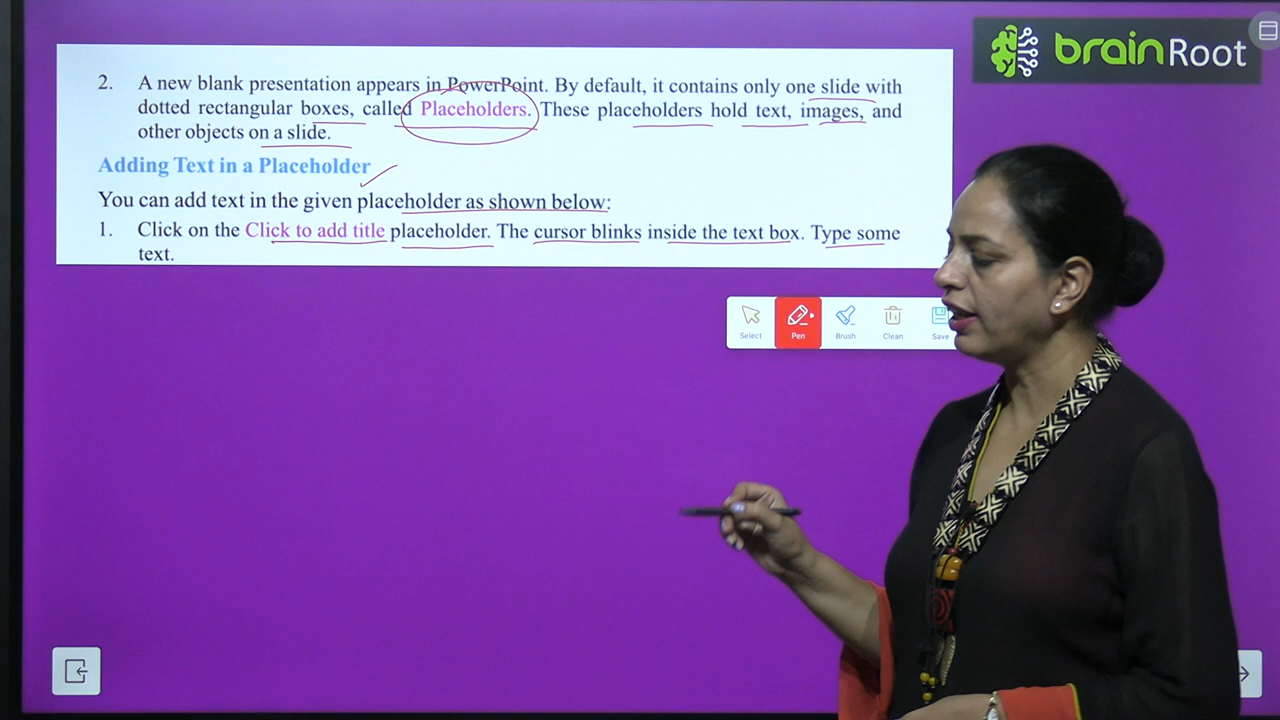 brainRoot
2. A new blank presentation appears in PowerPoint. By default, it contains only one slide with
dotted rectangular boxes, called Placeholders. These placeholders hold text, images, and
other objects on a slide.
Adding Text in a Placeholder
You can add text in the given placeholder as shown below:
1. Click on the Click to add title placeholder. The cursor blinks inside the text box. Type some
text.
Select Pen Brush Clean Save